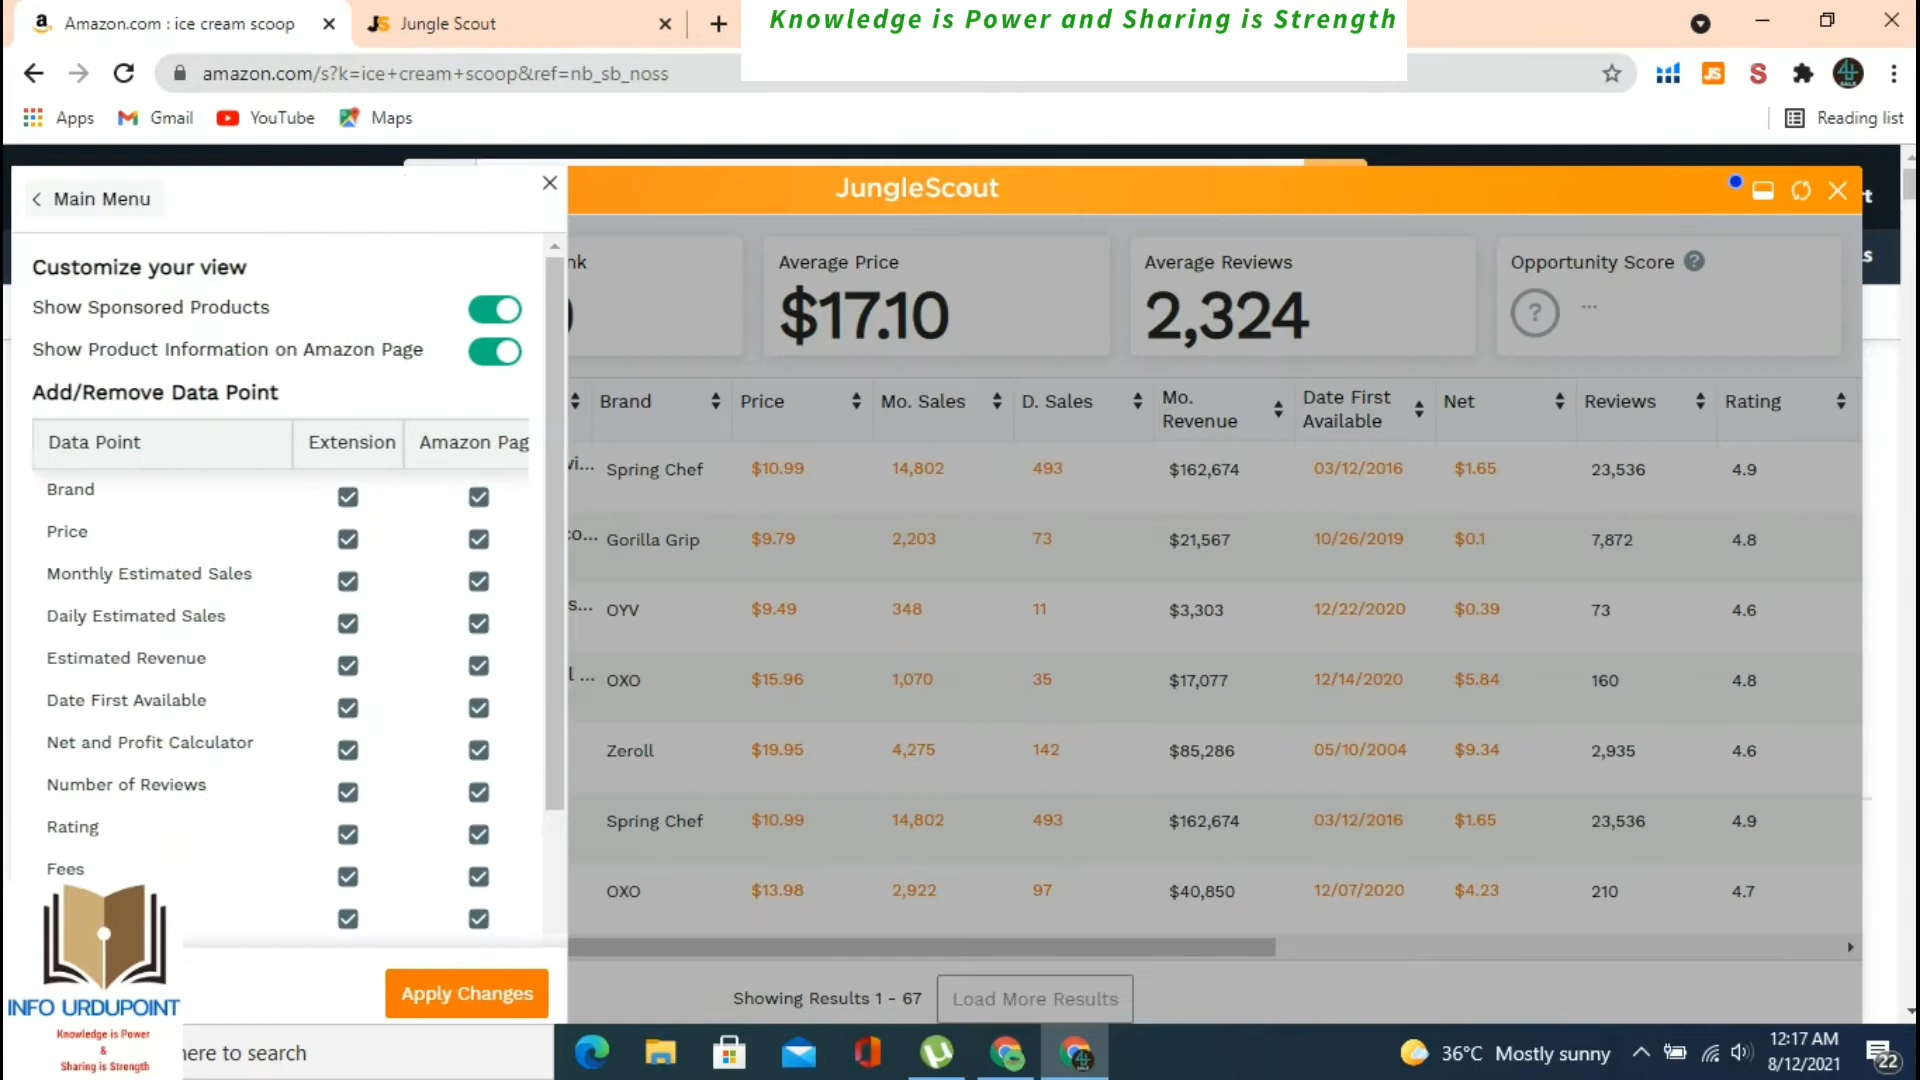 Amazon.com : ice cream scoop
Jungle Scout
Knowledge is Power and Sharing is Strength
amazon.com/s?k=ice+cream+scoop&ref=nb_sb_noss
Apps
Gmail
YouTube
Maps
Reading list
Main Menu
Customize your view
Show Sponsored Products
Show Product Information on Amazon Page
Add/Remove Data Point
Data Point Extension Amazon Pag
Brand
Price
Monthly Estimated Sales
Daily Estimated Sales
Estimated Revenue
Date First Available
Net and Profit Calculator
Number of Reviews
Rating
Fees
Apply Changes
JungleScout
nk
Average Price
$17.10
Average Reviews
2,324
Opportunity Score ?
? ...
Brand Price Mo. Sales D. Sales Mo. Revenue Date First Available Net Reviews Rating
Spring Chef $10.99 14,802 493 $162,674 03/12/2016 $1.65 23,536 4.9
Gorilla Grip $9.79 2,203 73 $21,567 10/26/2019 $0.1 7,872 4.8
s... OYV $9.49 348 11 $3,303 12/22/2020 $0.39 73 4.6
l ... OXO $15.96 1,070 35 $17,077 12/14/2020 $5.84 160 4.8
Zeroll $19.95 4,275 142 $85,286 05/10/2004 $9.34 2,935 4.6
Spring Chef $10.99 14,802 493 $162,674 03/12/2016 $1.65 23,536 4.9
OXO $13.98 2,922 97 $40,850 12/07/2020 $4.23 210 4.7
Showing Results 1 - 67
Load More Results
INFO URDUPOINT
Knowledge is Power
&
Sharing is Strength
here to search
36°C Mostly sunny
12:17 AM
8/12/2021
22